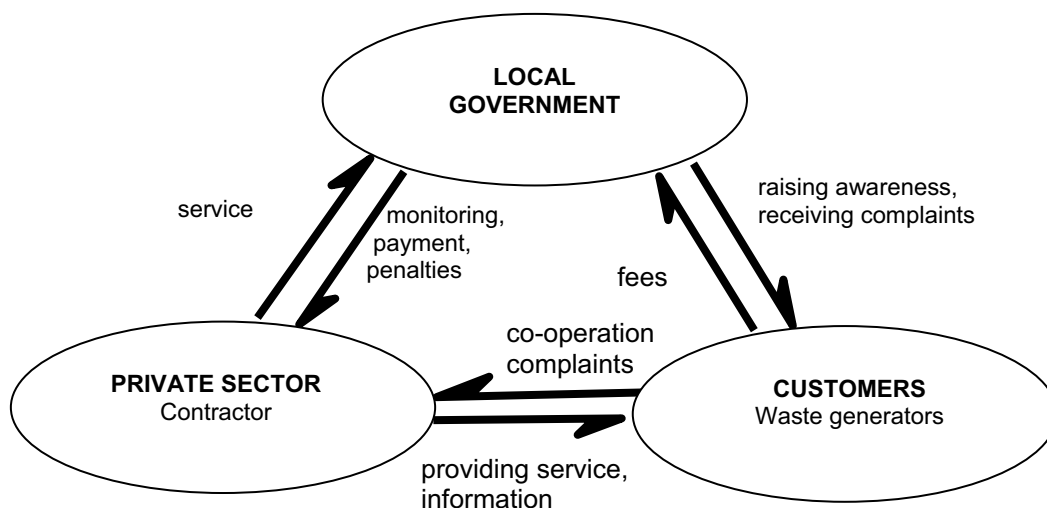 LOCAL
GOVERNMENT
service
monitoring,
payment,
penalties
raising awareness,
receiving complaints
fees
co-operation
complaints
PRIVATE SECTOR
Contractor
CUSTOMERS
Waste generators
providing service,
information